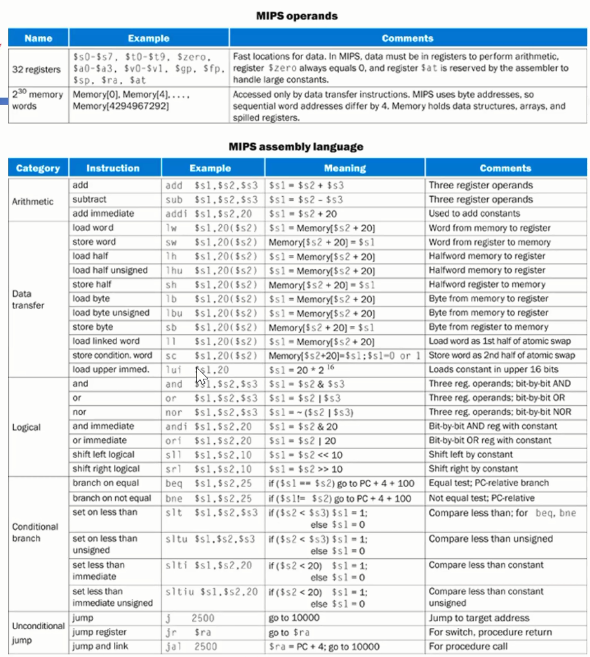 MIPS operands
Name Example Comments
32 registers $s0-$s7, $t0-$t9, $zero, $a0-$a3, $v0-$v1, $gp, $fp, $sp, $ra, $at Fast locations for data. In MIPS, data must be in registers to perform arithmetic, register $zero always equals 0, and register $at is reserved by the assembler to handle large constants.
2³⁰ memory words Memory[0], Memory[4],..., Memory[4294967292] Accessed only by data transfer instructions. MIPS uses byte addresses, so sequential word addresses differ by 4. Memory holds data structures, arrays, and spilled registers.
MIPS assembly language
Category Instruction Example Meaning Comments
Arithmetic
add add $s1,$s2,$s3 $s1 = $s2 + $s3 Three register operands
subtract sub $s1,$s2,$s3 $s1 = $s2 - $s3 Three register operands
add immediate addi $s1,$s2,20 $s1 = $s2 + 20 Used to add constants
Data transfer
load word lw $s1,20($s2) $s1 = Memory[$s2 + 20] Word from memory to register
store word sw $s1,20($s2) Memory[$s2 + 20] = $s1 Word from register to memory
load half lh $s1,20($s2) $s1 = Memory[$s2 + 20] Halfword memory to register
load half unsigned lhu $s1,20($s2) $s1 = Memory[$s2 + 20] Halfword memory to register
store half sh $s1,20($s2) Memory[$s2 + 20] = $s1 Halfword register to memory
load byte lb $s1,20($s2) $s1 = Memory[$s2 + 20] Byte from memory to register
load byte unsigned lbu $s1,20($s2) $s1 = Memory[$s2 + 20] Byte from memory to register
store byte sb $s1,20($s2) Memory[$s2 + 20] = $s1 Byte from register to memory
load linked word ll $s1,20($s2) $s1 = Memory[$s2 + 20] Load word as 1st half of atomic swap
store condition. word sc $s1,20($s2) Memory[$s2+20]=$s1;$s1=0 or 1 Store word as 2nd half of atomic swap
load upper immed. lui $s1,20 $s1 = 20 * 2¹⁶ Loads constant in upper 16 bits
Logical
and and $s1,$s2,$s3 $s1 = $s2 & $s3 Three reg. operands; bit-by-bit AND
or or $s1,$s2,$s3 $s1 = $s2 | $s3 Three reg. operands; bit-by-bit OR
nor nor $s1,$s2,$s3 $s1 = ~ ($s2 | $s3) Three reg. operands; bit-by-bit NOR
and immediate andi $s1,$s2,20 $s1 = $s2 & 20 Bit-by-bit AND reg with constant
or immediate ori $s1,$s2,20 $s1 = $s2 | 20 Bit-by-bit OR reg with constant
shift left logical sll $s1,$s2,10 $s1 = $s2 << 10 Shift left by constant
shift right logical srl $s1,$s2,10 $s1 = $s2 >> 10 Shift right by constant
Conditional branch
branch on equal beq $s1,$s2,25 if ($s1 == $s2) go to PC + 4 + 100 Equal test; PC-relative branch
branch on not equal bne $s1,$s2,25 if ($s1!= $s2) go to PC + 4 + 100 Not equal test; PC-relative
set on less than slt $s1,$s2,$s3 if ($s2 < $s3) $s1 = 1; else $s1 = 0 Compare less than; for beq, bne
set on less than unsigned sltu $s1,$s2,$s3 if ($s2 < $s3) $s1 = 1; else $s1 = 0 Compare less than unsigned
set less than immediate slti $s1,$s2,20 if ($s2 < 20) $s1 = 1; else $s1 = 0 Compare less than constant
set less than immediate unsigned sltiu $s1,$s2,20 if ($s2 < 20) $s1 = 1; else $s1 = 0 Compare less than constant unsigned
Unconditional jump
jump j 2500 go to 10000 Jump to target address
jump register jr $ra go to $ra For switch, procedure return
jump and link jal 2500 $ra = PC + 4; go to 10000 For procedure call